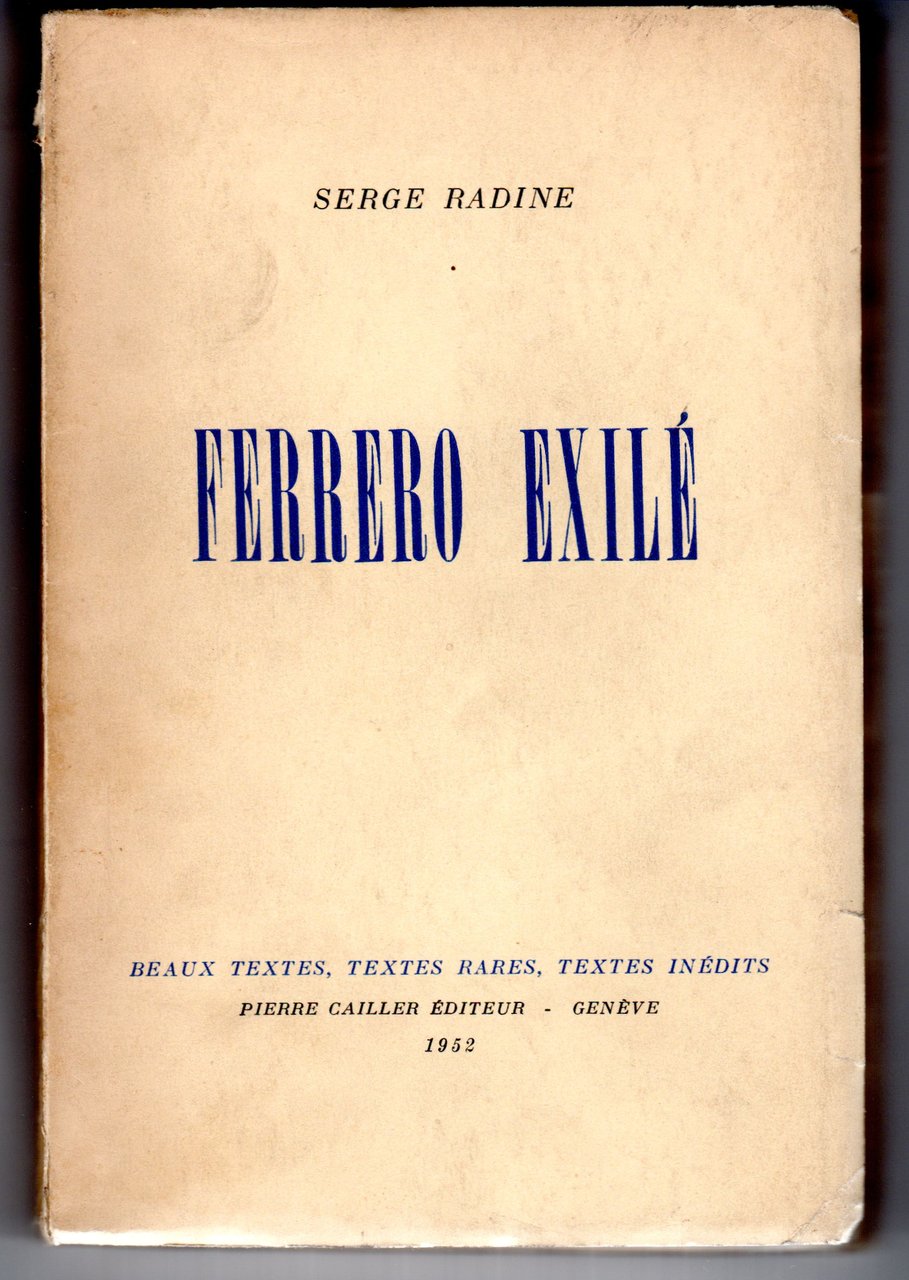 SERGE RADINE
FERRERO EXILÉ
BEAUX TEXTES, TEXTES RARES, TEXTES INÉDITS
PIERRE CAILLER ÉDITEUR - GENÈVE
1952